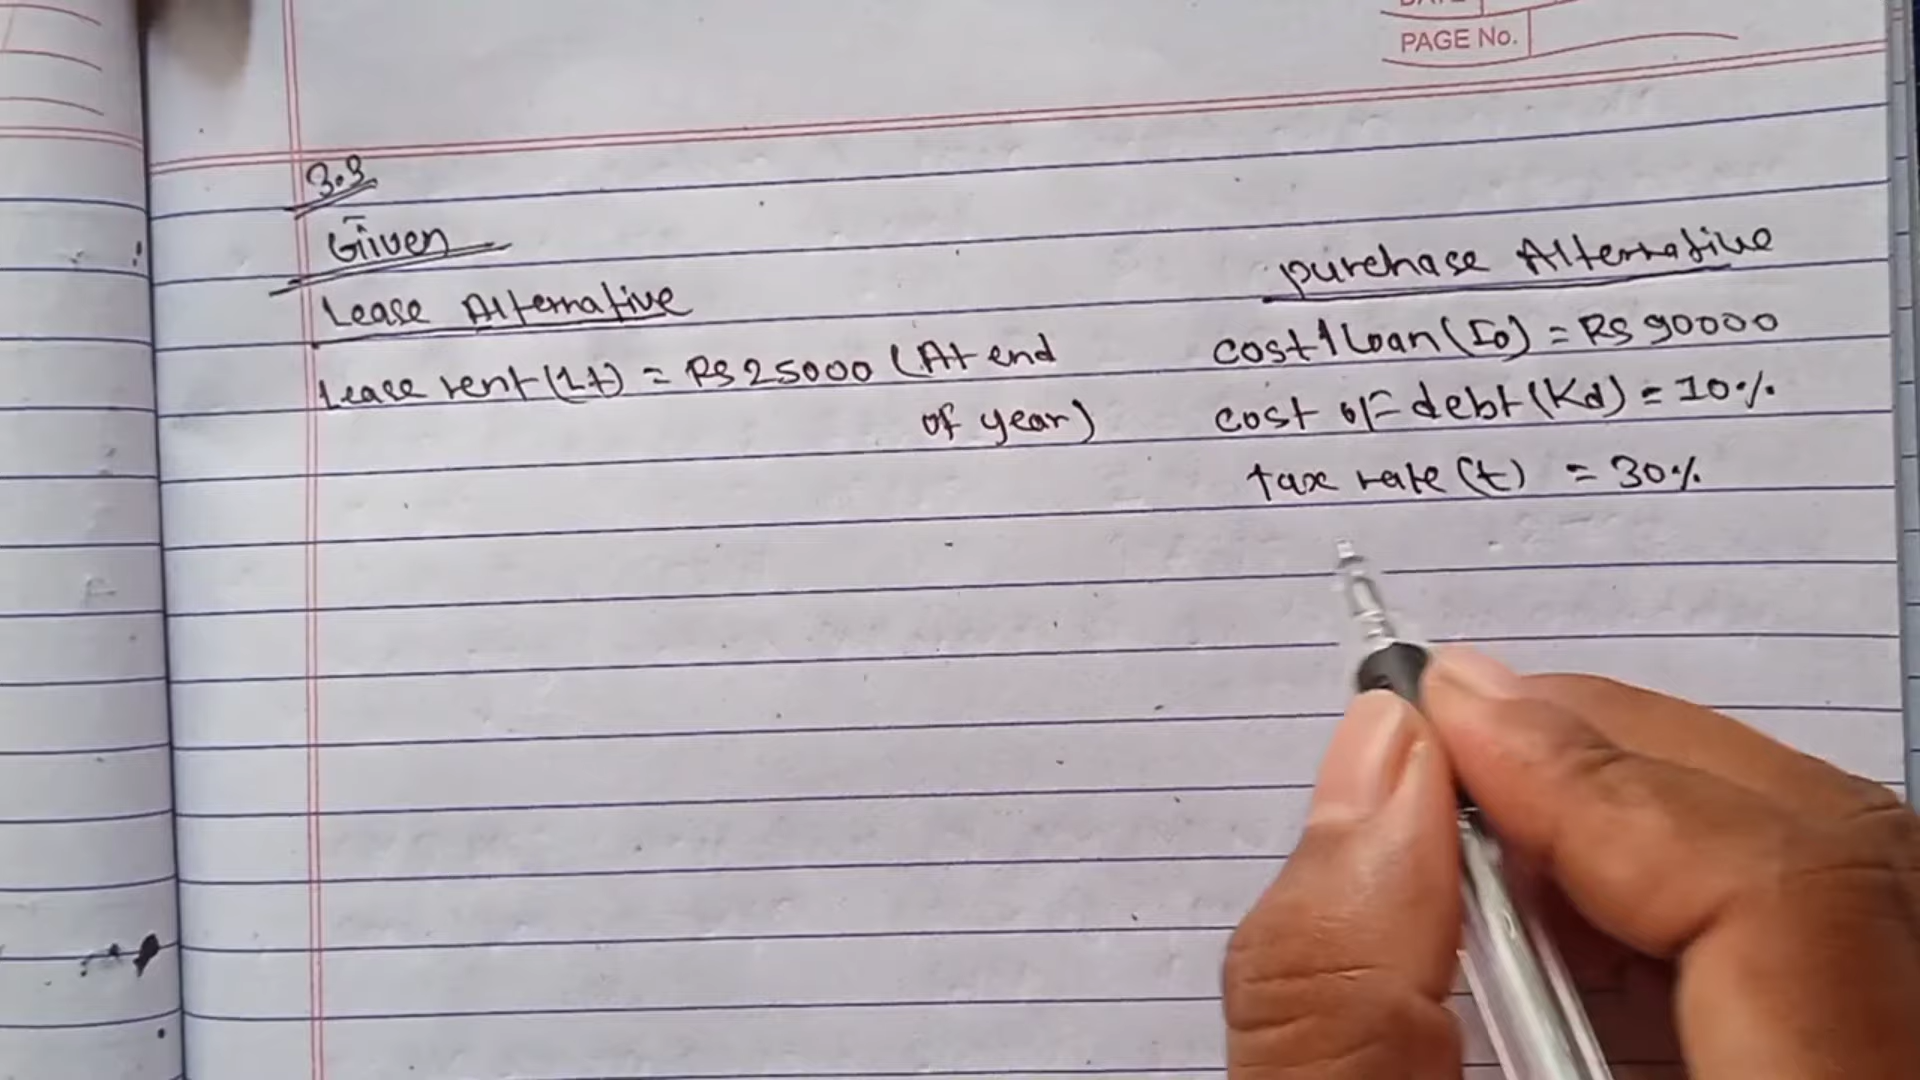 PAGE No.
3.3
Given
Lease Alternative
Lease rent (Lt) = Rs 25000 (At end
of year)
purchase Alternative
cost/Loan (I0) = Rs 90000
cost of debt (Kd) = 10%
tax rate (t) = 30%